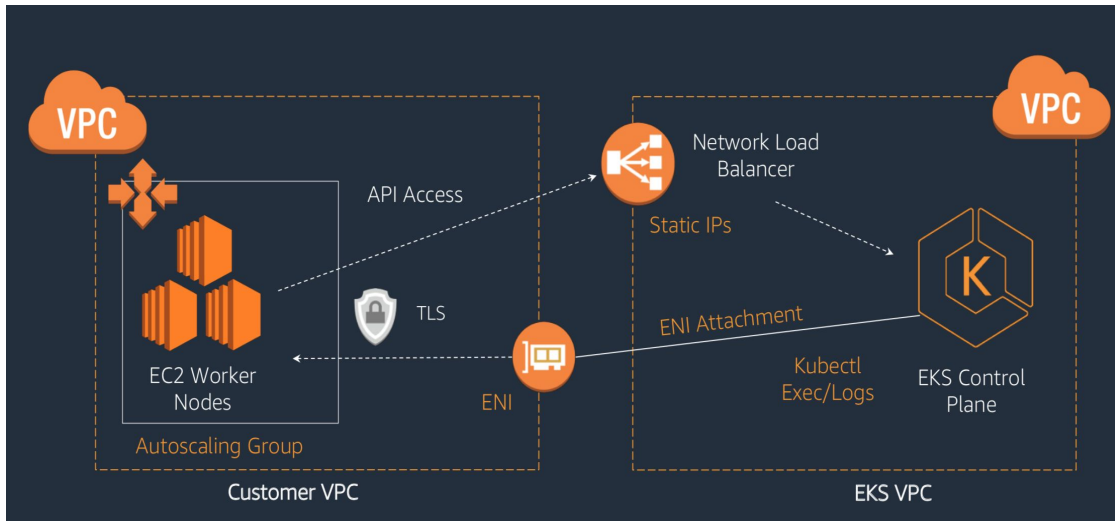 VPC
VPC
API Access
Network Load
Balancer
Static IPs
TLS
ENI Attachment
EC2 Worker
Nodes
ENI
Kubectl
Exec/Logs
K
EKS Control
Plane
Autoscaling Group
Customer VPC
EKS VPC